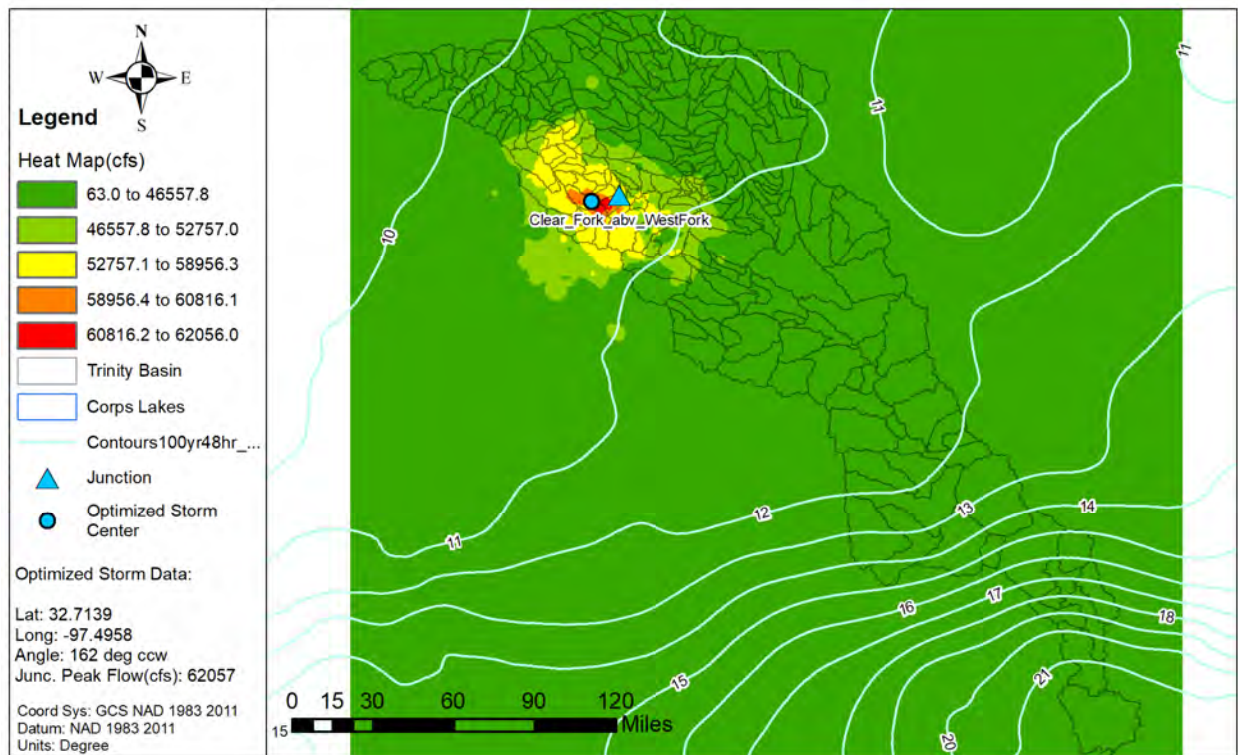 N
W E
S
Legend
Heat Map(cfs)
63.0 to 46557.8
46557.8 to 52757.0
52757.1 to 58956.3
58956.4 to 60816.1
60816.2 to 62056.0
Trinity Basin
Corps Lakes
Contours100yr48hr_...
Junction
Optimized Storm
Center
Optimized Storm Data:
Lat: 32.7139
Long: -97.4958
Angle: 162 deg ccw
Junc. Peak Flow(cfs): 62057
Coord Sys: GCS NAD 1983 2011
Datum: NAD 1983 2011
Units: Degree
11
11
Clear_Fork_abv_WestFork
10
12
13
14
11
16
17
18
15
21
20
0 15 30 60 90 120
Miles
15